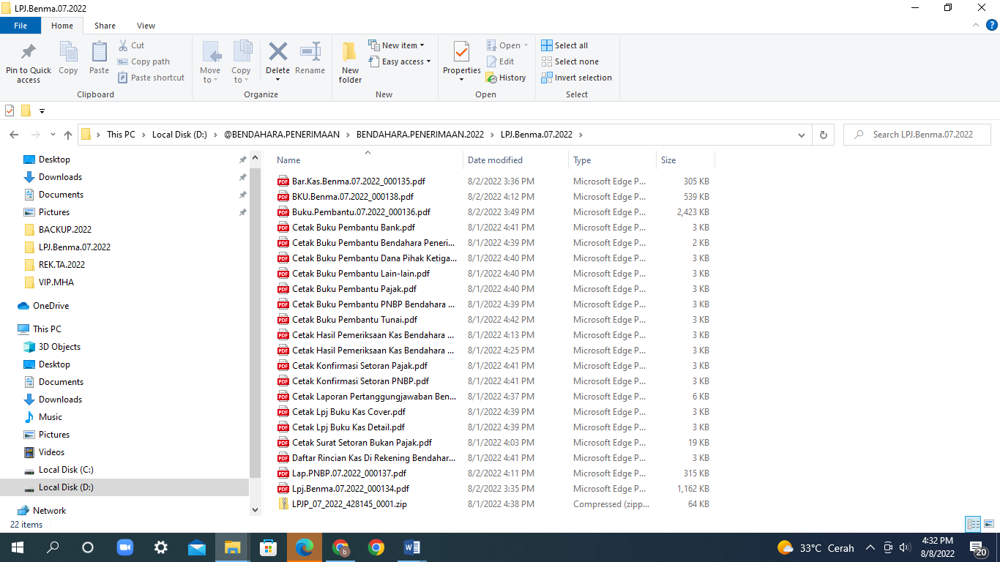 LPJ.Benma.07.2022
File Home Share View
Pin to Quick access
Copy
Paste
Cut
Copy path
Paste shortcut
Clipboard
Move to
Copy to
Delete
Rename
Organize
New folder
New item
Easy access
New
Properties
Open
Edit
History
Open
Select all
Select none
Invert selection
Select
This PC Local Disk (D:) @BENDAHARA.PENERIMAAN BENDAHARA.PENERIMAAN.2022 LPJ.Benma.07.2022
Search LPJ.Benma.07.2022
Desktop
Downloads
Documents
Pictures
BACKUP.2022
LPJ.Benma.07.2022
REK.TA.2022
VIP.MHA
OneDrive
This PC
3D Objects
Desktop
Documents
Downloads
Music
Pictures
Videos
Local Disk (C:)
Local Disk (D:)
Network
Name Date modified Type Size
Bar.Kas.Benma.07.2022_000135.pdf 8/2/2022 3:36 PM Microsoft Edge P... 305 KB
BKU.Benma.07.2022_000138.pdf 8/2/2022 4:12 PM Microsoft Edge P... 539 KB
Buku.Pembantu.07.2022_000136.pdf 8/2/2022 3:49 PM Microsoft Edge P... 2,423 KB
Cetak Buku Pembantu Bank.pdf 8/1/2022 4:41 PM Microsoft Edge P... 3 KB
Cetak Buku Pembantu Bendahara Peneri... 8/1/2022 4:39 PM Microsoft Edge P... 2 KB
Cetak Buku Pembantu Dana Pihak Ketiga... 8/1/2022 4:40 PM Microsoft Edge P... 3 KB
Cetak Buku Pembantu Lain-lain.pdf 8/1/2022 4:40 PM Microsoft Edge P... 3 KB
Cetak Buku Pembantu Pajak.pdf 8/1/2022 4:40 PM Microsoft Edge P... 3 KB
Cetak Buku Pembantu PNBP Bendahara ... 8/1/2022 4:39 PM Microsoft Edge P... 3 KB
Cetak Buku Pembantu Tunai.pdf 8/1/2022 4:42 PM Microsoft Edge P... 3 KB
Cetak Hasil Pemeriksaan Kas Bendahara ... 8/1/2022 4:13 PM Microsoft Edge P... 3 KB
Cetak Hasil Pemeriksaan Kas Bendahara ... 8/1/2022 4:25 PM Microsoft Edge P... 3 KB
Cetak Konfirmasi Setoran Pajak.pdf 8/1/2022 4:41 PM Microsoft Edge P... 3 KB
Cetak Konfirmasi Setoran PNBP.pdf 8/1/2022 4:41 PM Microsoft Edge P... 3 KB
Cetak Laporan Pertanggungjawaban Ben... 8/1/2022 4:37 PM Microsoft Edge P... 6 KB
Cetak Lpj Buku Kas Cover.pdf 8/1/2022 4:39 PM Microsoft Edge P... 3 KB
Cetak Lpj Buku Kas Detail.pdf 8/1/2022 4:39 PM Microsoft Edge P... 3 KB
Cetak Surat Setoran Bukan Pajak.pdf 8/1/2022 4:03 PM Microsoft Edge P... 19 KB
Daftar Rincian Kas Di Rekening Bendahar... 8/1/2022 4:41 PM Microsoft Edge P... 3 KB
Lap.PNBP.07.2022_000137.pdf 8/2/2022 4:11 PM Microsoft Edge P... 315 KB
Lpj.Benma.07.2022_000134.pdf 8/2/2022 3:35 PM Microsoft Edge P... 1,162 KB
LPJP_07_2022_428145_0001.zip 8/1/2022 4:38 PM Compressed (zipp... 64 KB
22 items
33°C Cerah
4:32 PM
8/8/2022
20